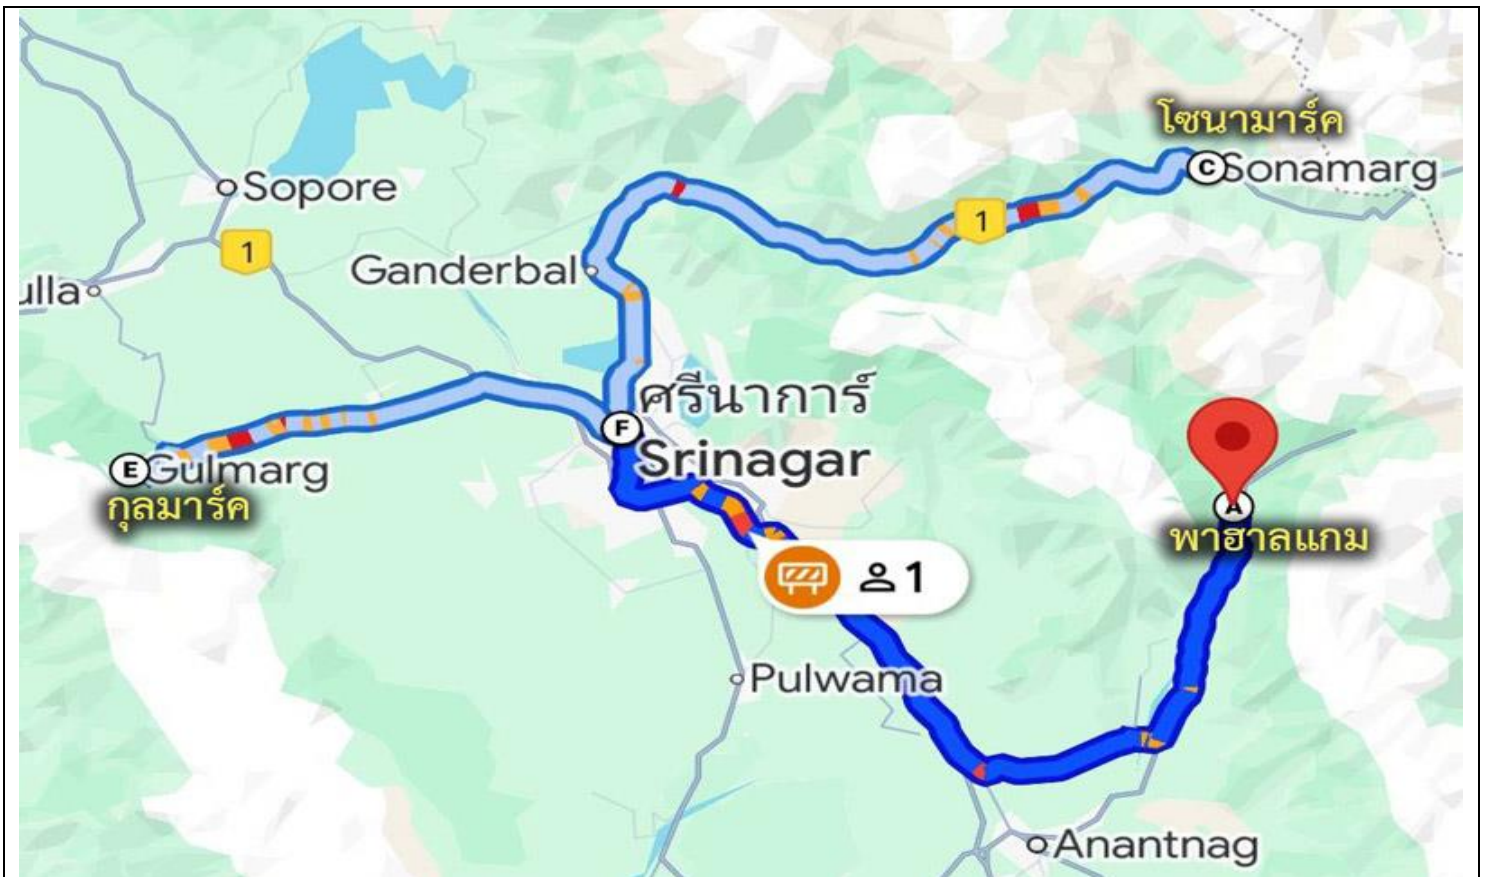 โซนามาร์ค
C
Sonamarg
Sopore
1
1
Ganderbal
ulla
ศรีนาการ์
F
Srinagar
E
Gulmarg
กุลมาร์ค
A
พาฮาลแกม
1
Pulwama
Anantnag